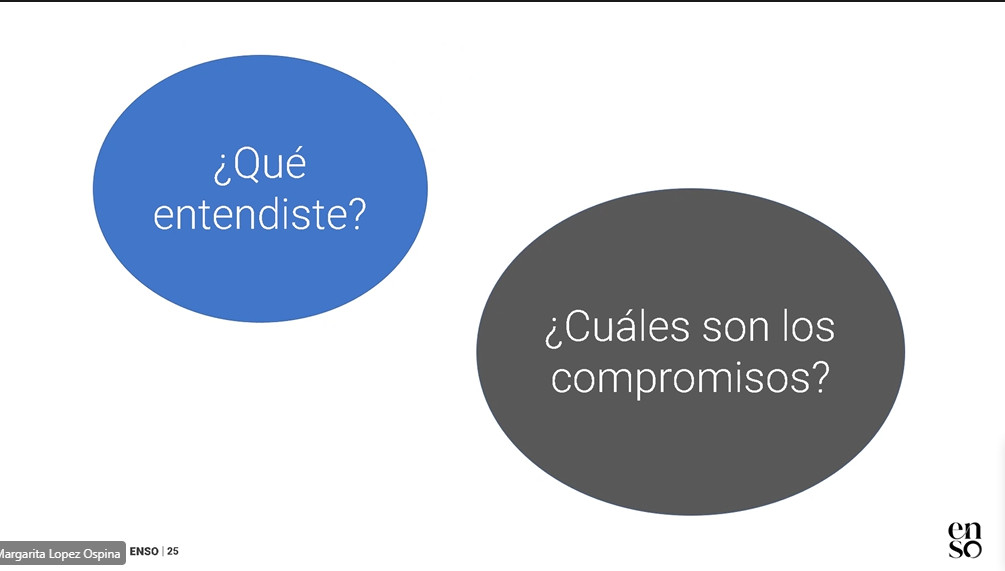 ¿Qué
entendiste?
¿Cuáles son los
compromisos?
Margarita Lopez Ospina
ENSO | 25
en
so